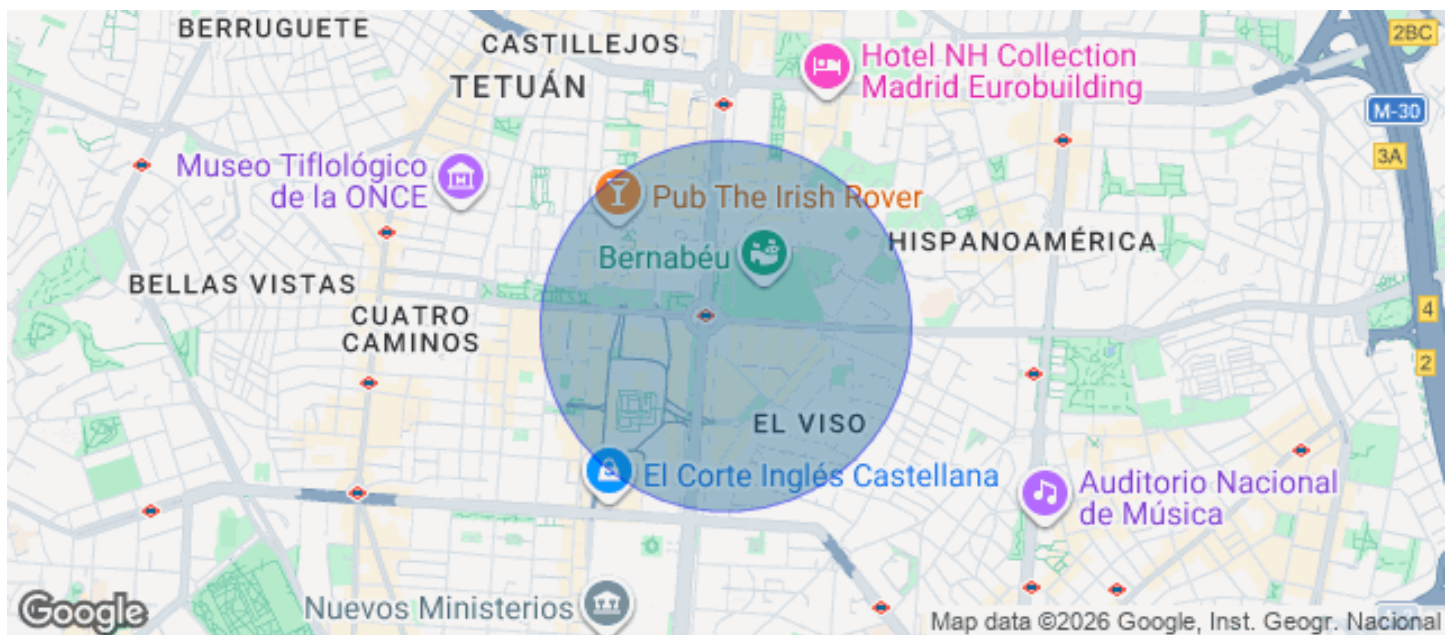 BERRUGUETE
CASTILLEJOS
TETUÁN
Hotel NH Collection
Madrid Eurobuilding
2BC
M-30
3A
Museo Tiflológico
de la ONCE
Pub The Irish Rover
Bernabéu
HISPANOAMÉRICA
BELLAS VISTAS
CUATRO
CAMINOS
4
2
EL VISO
El Corte Inglés Castellana
Auditorio Nacional
de Música
Nuevos Ministerios
Google
Map data ©2026 Google, Inst. Geogr. Nacional